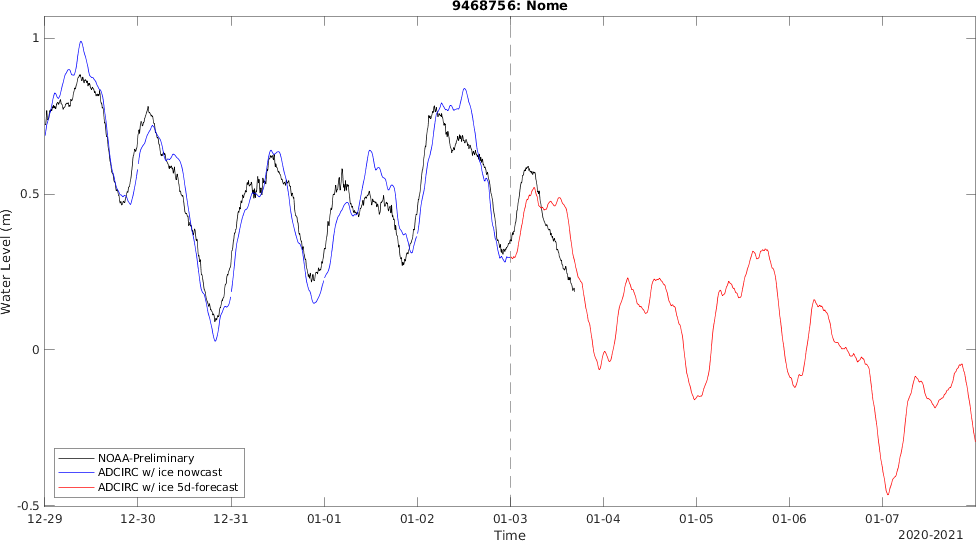 9468756: Nome
1
0.5
0
-0.5
Water Level (m)
NOAA-Preliminary
ADCIRC w/ ice nowcast
ADCIRC w/ ice 5d-forecast
12-29 12-30 12-31 01-01 01-02 01-03 01-04 01-05 01-06 01-07
Time
2020-2021